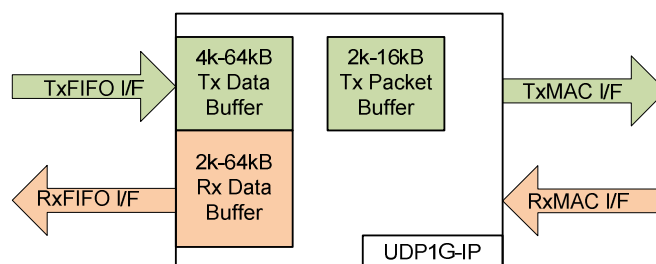 4k-64kB
Tx Data
Buffer
2k-16kB
Tx Packet
Buffer
TxFIFO I/F
TxMAC I/F
2k-64kB
Rx Data
Buffer
RxFIFO I/F
RxMAC I/F
UDP1G-IP